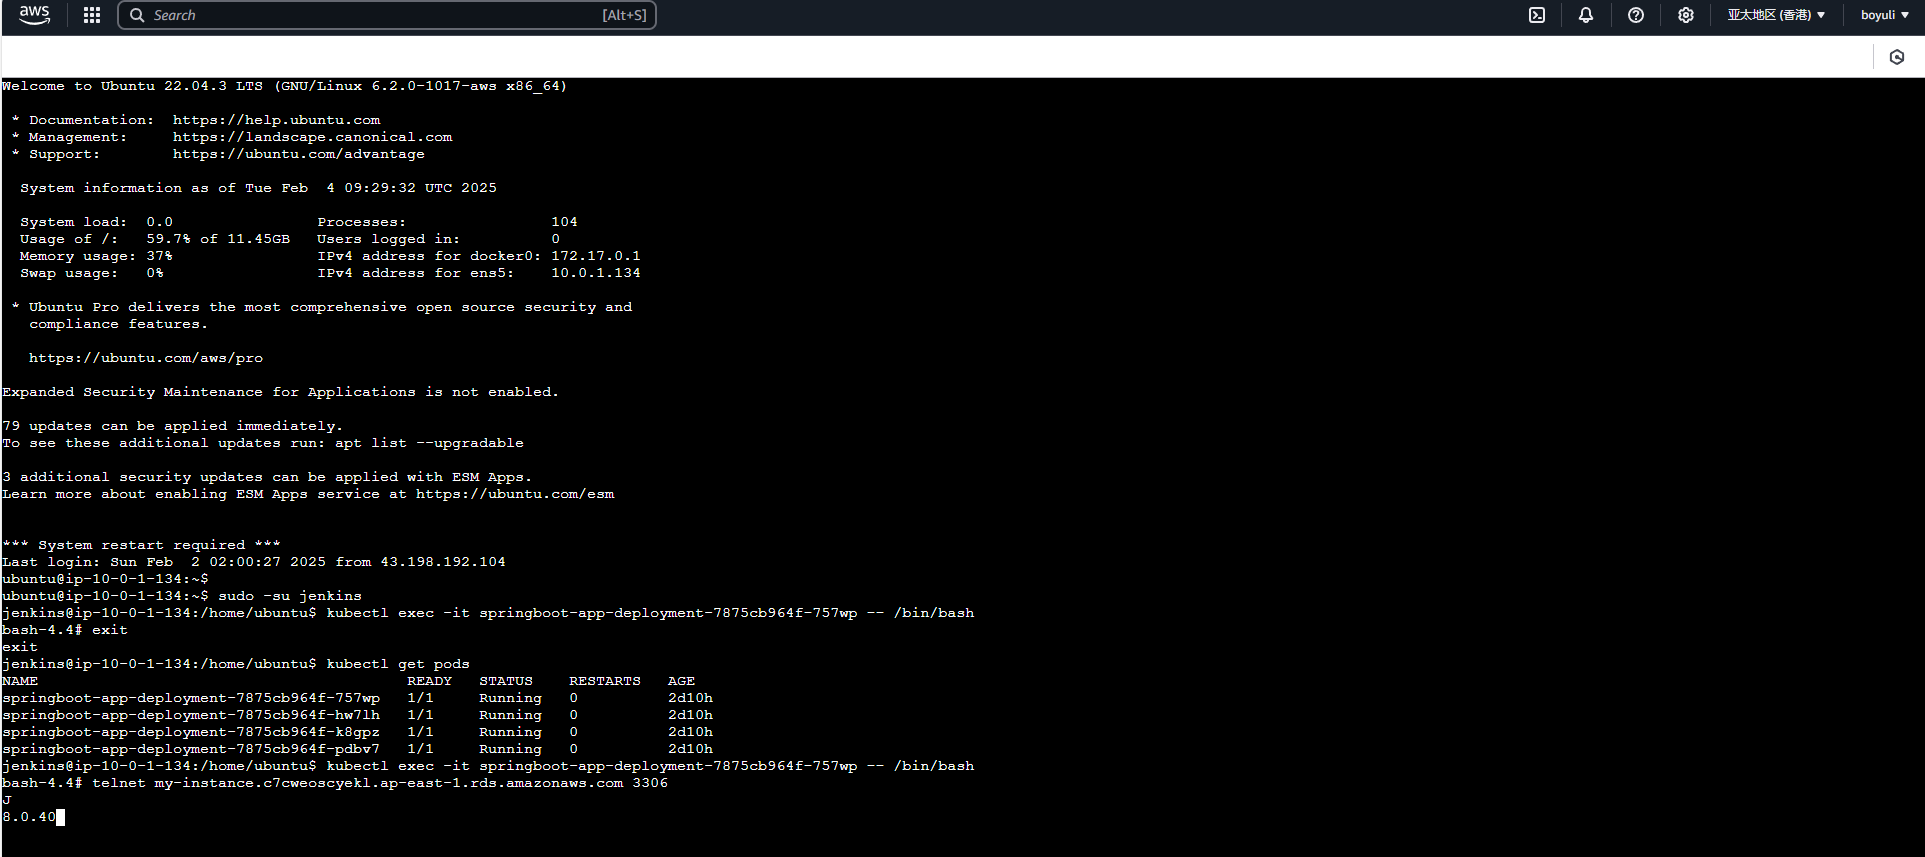 aws
Search [Alt+S] 亚太地区 (香港) ▼ boyuli ▼
Welcome to Ubuntu 22.04.3 LTS (GNU/Linux 6.2.0-1017-aws x86_64)
* Documentation: https://help.ubuntu.com
* Management: https://landscape.canonical.com
* Support: https://ubuntu.com/advantage
System information as of Tue Feb 4 09:29:32 UTC 2025
System load: 0.0 Processes: 104
Usage of /: 59.7% of 11.45GB Users logged in: 0
Memory usage: 37% IPv4 address for docker0: 172.17.0.1
Swap usage: 0% IPv4 address for ens5: 10.0.1.134
* Ubuntu Pro delivers the most comprehensive open source security and
compliance features.
https://ubuntu.com/aws/pro
Expanded Security Maintenance for Applications is not enabled.
79 updates can be applied immediately.
To see these additional updates run: apt list --upgradable
3 additional security updates can be applied with ESM Apps.
Learn more about enabling ESM Apps service at https://ubuntu.com/esm
*** System restart required ***
Last login: Sun Feb 2 02:00:27 2025 from 43.198.192.104
ubuntu@ip-10-0-1-134:~$
ubuntu@ip-10-0-1-134:~$ sudo -su jenkins
jenkins@ip-10-0-1-134:/home/ubuntu$ kubectl exec -it springboot-app-deployment-7875cb964f-757wp -- /bin/bash
bash-4.4# exit
exit
jenkins@ip-10-0-1-134:/home/ubuntu$ kubectl get pods
NAME READY STATUS RESTARTS AGE
springboot-app-deployment-7875cb964f-757wp 1/1 Running 0 2d10h
springboot-app-deployment-7875cb964f-hw7lh 1/1 Running 0 2d10h
springboot-app-deployment-7875cb964f-k8gpz 1/1 Running 0 2d10h
springboot-app-deployment-7875cb964f-pdbv7 1/1 Running 0 2d10h
jenkins@ip-10-0-1-134:/home/ubuntu$ kubectl exec -it springboot-app-deployment-7875cb964f-757wp -- /bin/bash
bash-4.4# telnet my-instance.c7cweoscyekl.ap-east-1.rds.amazonaws.com 3306
J
8.0.40